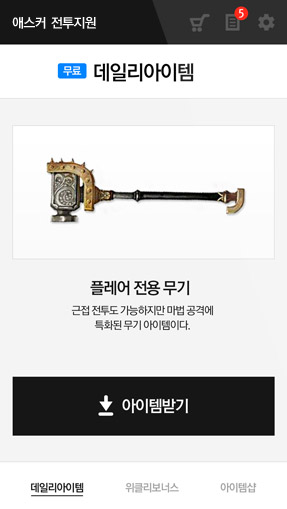 애스커 전투지원
5
무료 데일리아이템
플레어 전용 무기
근접 전투도 가능하지만 마법 공격에
특화된 무기 아이템이다.
아이템받기
데일리아이템 위클리보너스 아이템샵